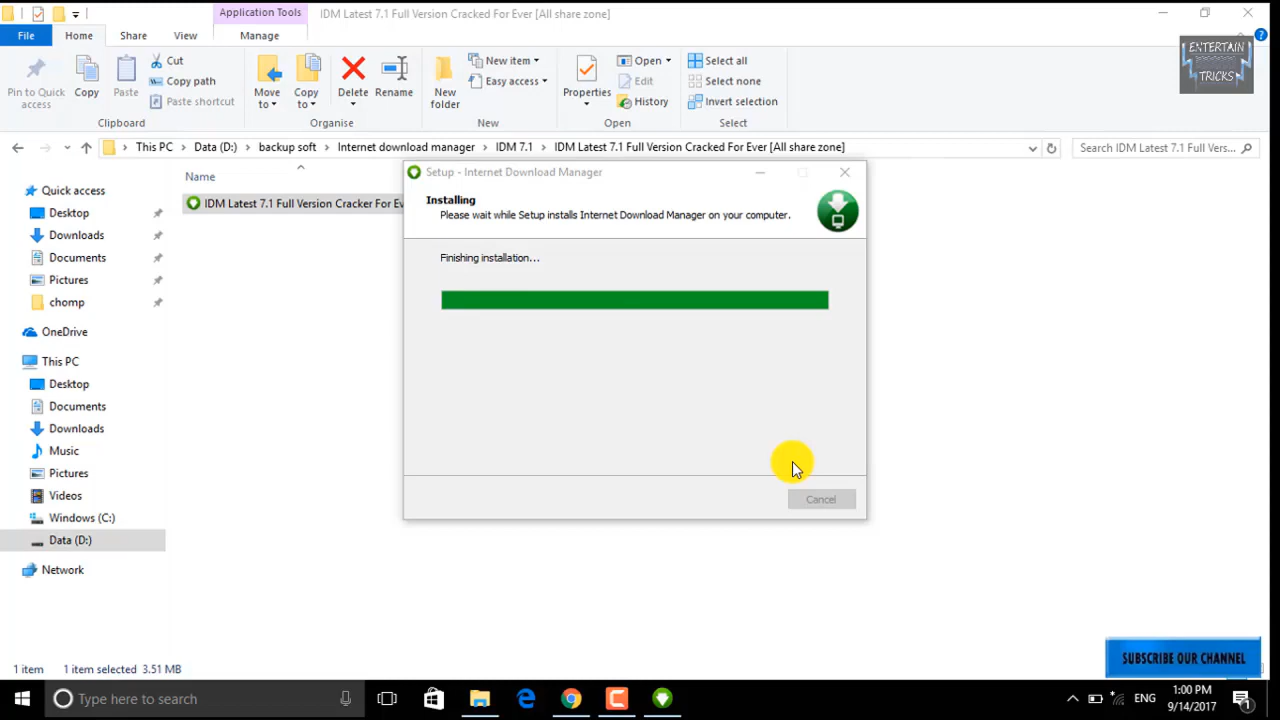 Application Tools
IDM Latest 7.1 Full Version Cracked For Ever [All share zone]
File
Home
Share
View
Manage
Pin to Quick access
Copy
Paste
Cut
Copy path
Paste shortcut
Move to
Copy to
Delete
Rename
New folder
New item
Easy access
Properties
Open
Edit
History
Select all
Select none
Invert selection
Clipboard
Organise
New
Open
Select
ENTERTAIN
TRICKS
This PC > Data (D:) > backup soft > Internet download manager > IDM 7.1 > IDM Latest 7.1 Full Version Cracked For Ever [All share zone]
Search IDM Latest 7.1 Full Vers...
Quick access
Desktop
Downloads
Documents
Pictures
chomp
OneDrive
This PC
Desktop
Documents
Downloads
Music
Pictures
Videos
Windows (C:)
Data (D:)
Network
Name
IDM Latest 7.1 Full Version Cracker For Ev
Setup - Internet Download Manager
Installing
Please wait while Setup installs Internet Download Manager on your computer.
Finishing installation...
Cancel
1 item
1 item selected 3.51 MB
SUBSCRIBE OUR CHANNEL
Type here to search
ENG
1:00 PM
9/14/2017
1